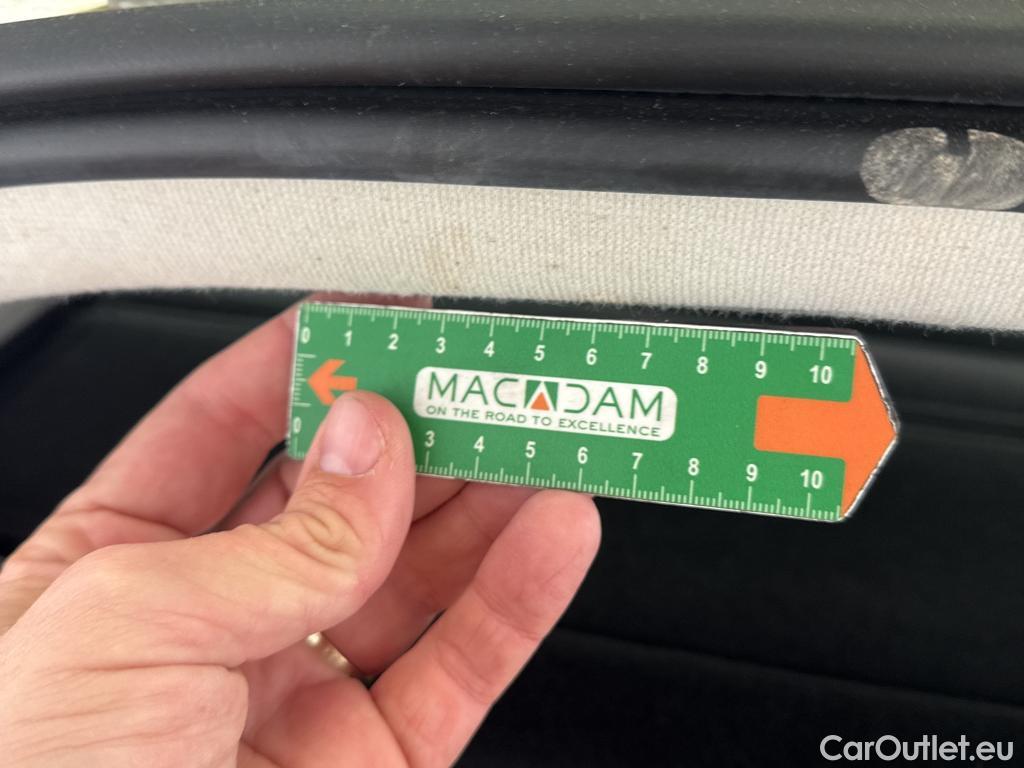 0 1 2 3 4 5 6 7 8 9 10
MACADAM
ON THE ROAD TO EXCELLENCE
0 3 4 5 6 7 8 9 10
CarOutlet.eu